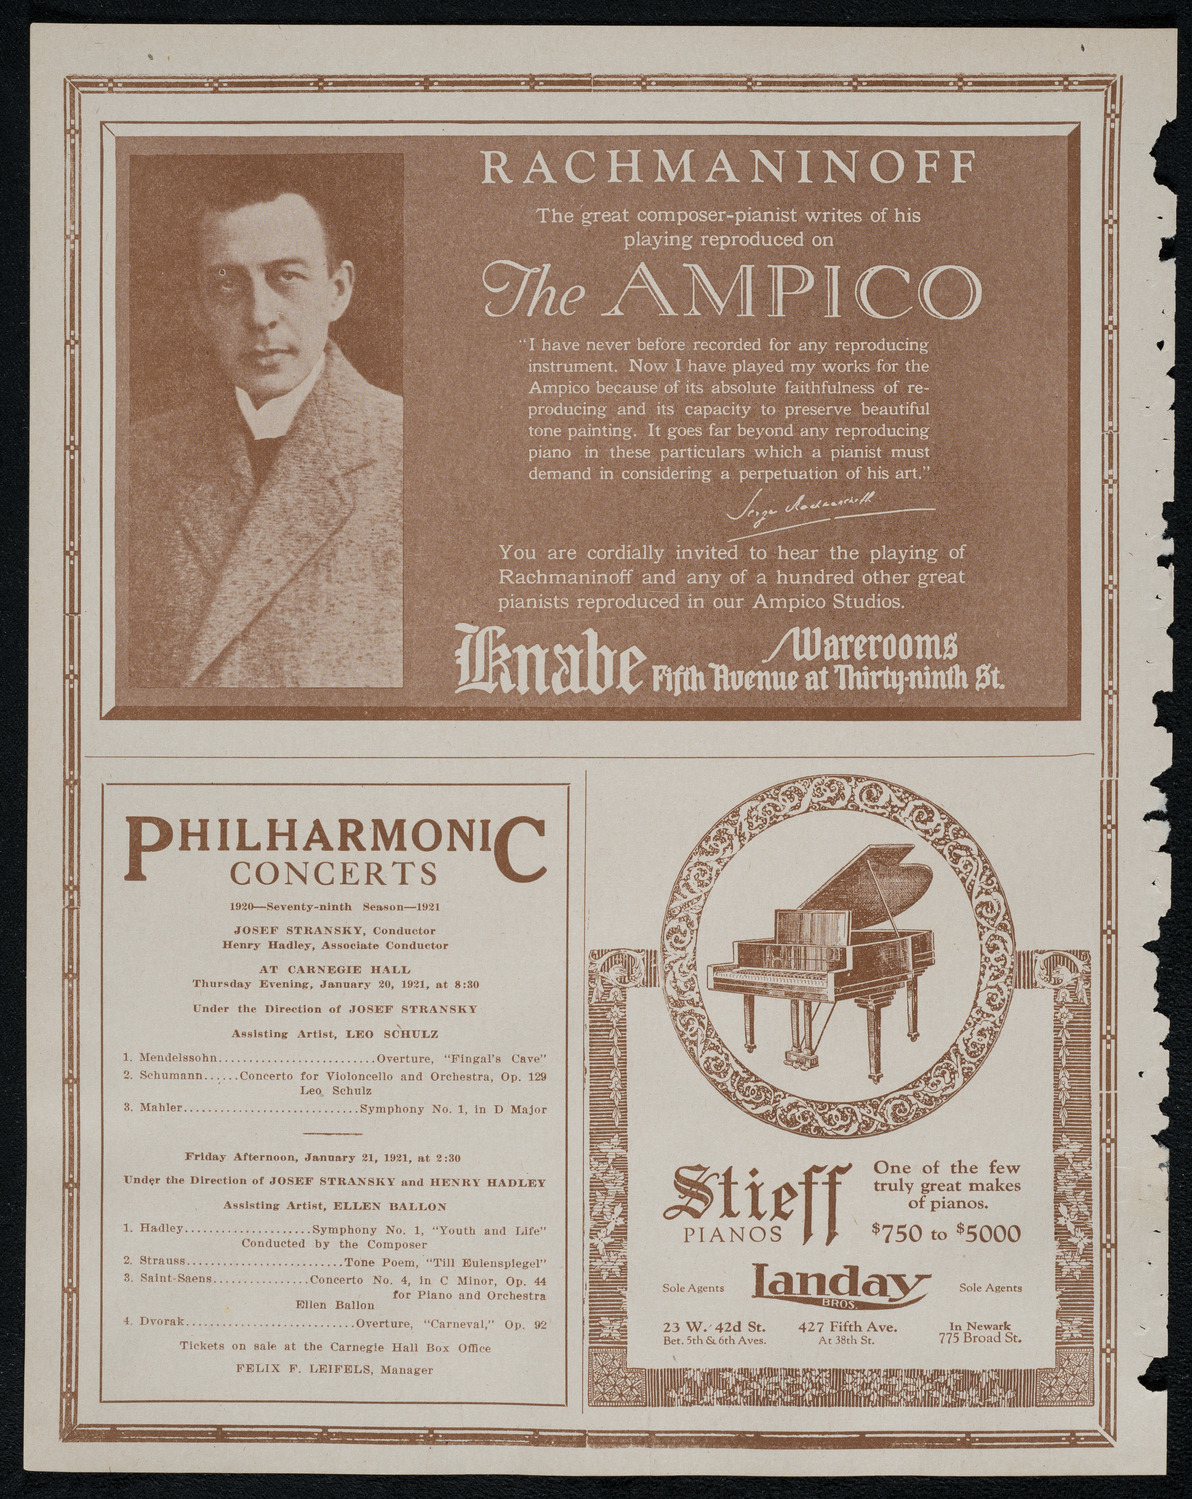 RACHMANINOFF
The great composer-pianist writes of his
playing reproduced on
The AMPICO
“I have never before recorded for any reproducing
instrument. Now I have played my works for the
Ampico because of its absolute faithfulness of re-
producing and its capacity to preserve beautiful
tone painting. It goes far beyond any reproducing
piano in these particulars which a pianist must
demand in considering a perpetuation of his art.”
Serge Rachmaninoff
You are cordially invited to hear the playing of
Rachmaninoff and any of a hundred other great
pianists reproduced in our Ampico Studios.
Knabe Warerooms
Fifth Avenue at Thirty-ninth St.
PHILHARMONIC
CONCERTS
1920—Seventy-ninth Season—1921
JOSEF STRANSKY, Conductor
Henry Hadley, Associate Conductor
AT CARNEGIE HALL
Thursday Evening, January 20, 1921, at 8:30
Under the Direction of JOSEF STRANSKY
Assisting Artist, LEO SCHULZ
1. Mendelssohn..........................Overture, “Fingal’s Cave”
2. Schumann......Concerto for Violoncello and Orchestra, Op. 129
Leo Schulz
3. Mahler.............................Symphony No. 1, in D Major
Friday Afternoon, January 21, 1921, at 2:30
Under the Direction of JOSEF STRANSKY and HENRY HADLEY
Assisting Artist, ELLEN BALLON
1. Hadley.....................Symphony No. 1, “Youth and Life”
Conducted by the Composer
2. Strauss..........................Tone Poem, “Till Eulenspiegel”
3. Saint-Saens................Concerto No. 4, in C Minor, Op. 44
for Piano and Orchestra
Ellen Ballon
4. Dvorak............................Overture, “Carneval,” Op. 92
Tickets on sale at the Carnegie Hall Box Office
FELIX F. LEIFELS, Manager
Stieff
PIANOS
One of the few
truly great makes
of pianos.
$750 to $5000
Sole Agents Landay Sole Agents
BROS.
23 W. 42d St. 427 Fifth Ave. In Newark
Bet. 5th & 6th Aves. At 38th St. 775 Broad St.